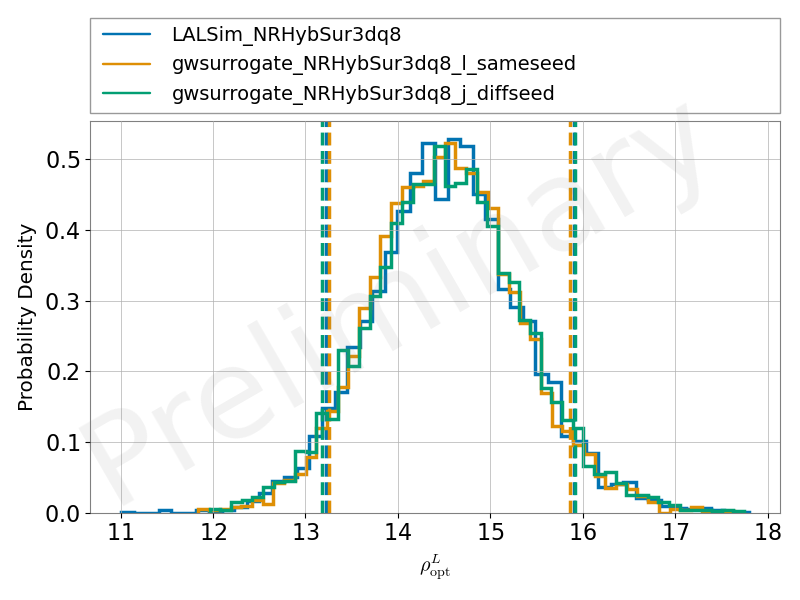 LALSim_NRHybSur3dq8
gwsurrogate_NRHybSur3dq8_l_sameseed
gwsurrogate_NRHybSur3dq8_j_diffseed
Preliminary
Probability Density
0.5
0.4
0.3
0.2
0.1
0.0
11 12 13 14 15 16 17 18
ρ^L_opt